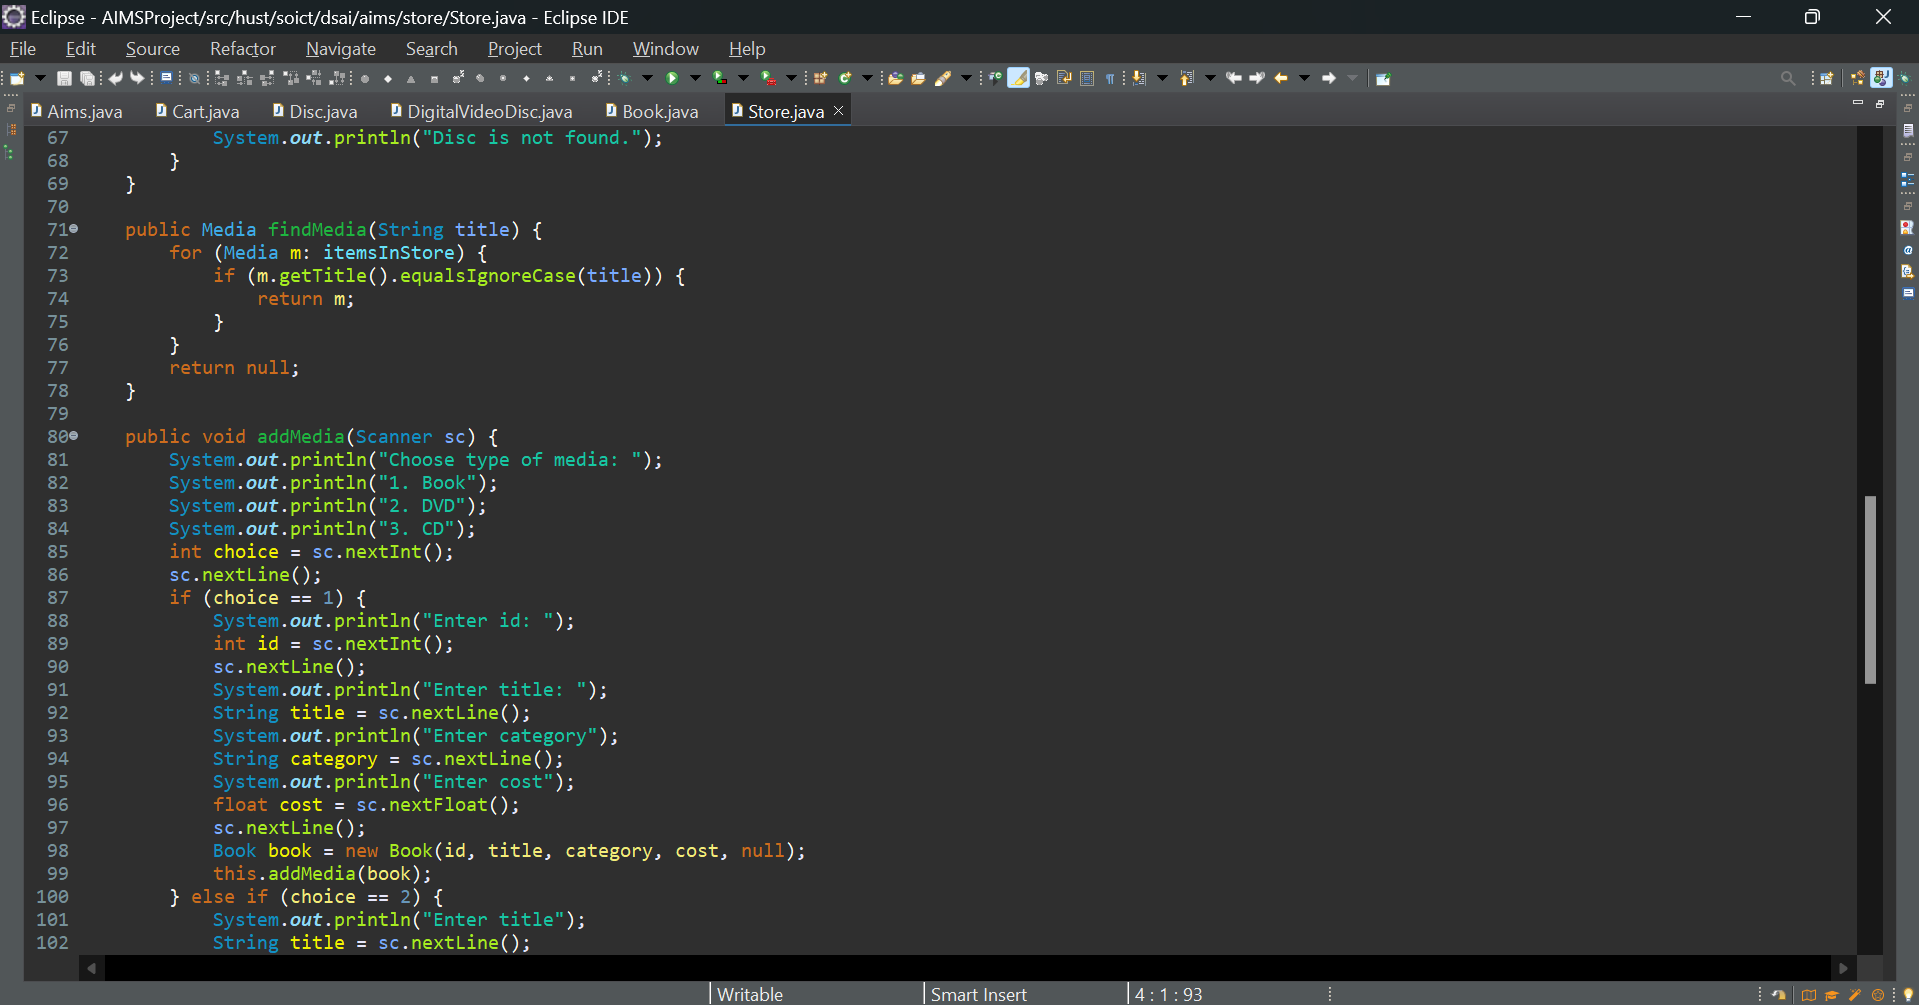 Eclipse - AIMSProject/src/hust/soict/dsai/aims/store/Store.java - Eclipse IDE
File Edit Source Refactor Navigate Search Project Run Window Help
Aims.java Cart.java Disc.java DigitalVideoDisc.java Book.java Store.java
67 System.out.println("Disc is not found.");
68 }
69 }
70
71 public Media findMedia(String title) {
72 for (Media m: itemsInStore) {
73 if (m.getTitle().equalsIgnoreCase(title)) {
74 return m;
75 }
76 }
77 return null;
78 }
79
80 public void addMedia(Scanner sc) {
81 System.out.println("Choose type of media: ");
82 System.out.println("1. Book");
83 System.out.println("2. DVD");
84 System.out.println("3. CD");
85 int choice = sc.nextInt();
86 sc.nextLine();
87 if (choice == 1) {
88 System.out.println("Enter id: ");
89 int id = sc.nextInt();
90 sc.nextLine();
91 System.out.println("Enter title: ");
92 String title = sc.nextLine();
93 System.out.println("Enter category");
94 String category = sc.nextLine();
95 System.out.println("Enter cost");
96 float cost = sc.nextFloat();
97 sc.nextLine();
98 Book book = new Book(id, title, category, cost, null);
99 this.addMedia(book);
100 } else if (choice == 2) {
101 System.out.println("Enter title");
102 String title = sc.nextLine();
Writable Smart Insert 4 : 1 : 93